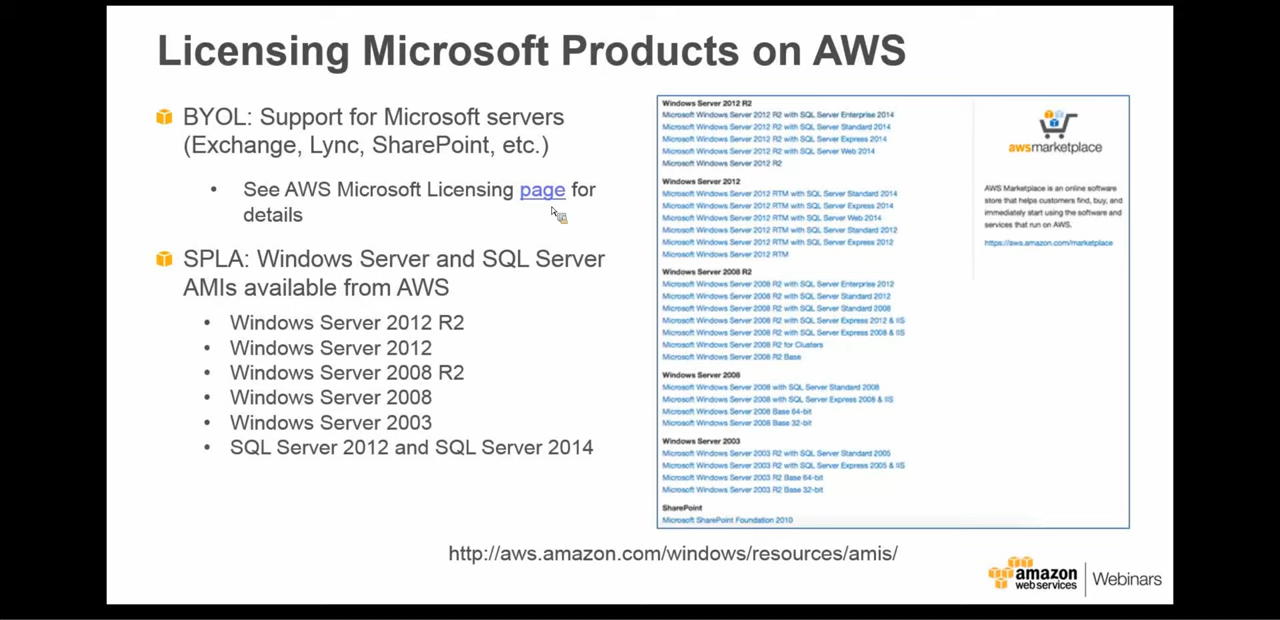 Licensing Microsoft Products on AWS
BYOL: Support for Microsoft servers
(Exchange, Lync, SharePoint, etc.)
• See AWS Microsoft Licensing page for
details
SPLA: Windows Server and SQL Server
AMIs available from AWS
• Windows Server 2012 R2
• Windows Server 2012
• Windows Server 2008 R2
• Windows Server 2008
• Windows Server 2003
• SQL Server 2012 and SQL Server 2014
Windows Server 2012 R2
Microsoft Windows Server 2012 R2 with SQL Server Enterprise 2014
Microsoft Windows Server 2012 R2 with SQL Server Standard 2014
Microsoft Windows Server 2012 R2 with SQL Server Express 2014
Microsoft Windows Server 2012 R2 with SQL Server Web 2014
Microsoft Windows Server 2012 R2
Windows Server 2012
Microsoft Windows Server 2012 RTM with SQL Server Standard 2014
Microsoft Windows Server 2012 RTM with SQL Server Express 2014
Microsoft Windows Server 2012 RTM with SQL Server Web 2014
Microsoft Windows Server 2012 RTM with SQL Server Standard 2012
Microsoft Windows Server 2012 RTM with SQL Server Express 2012
Microsoft Windows Server 2012 RTM
Windows Server 2008 R2
Microsoft Windows Server 2008 R2 with SQL Server Enterprise 2012
Microsoft Windows Server 2008 R2 with SQL Server Standard 2012
Microsoft Windows Server 2008 R2 with SQL Server Standard 2008
Microsoft Windows Server 2008 R2 with SQL Server Express 2012 & IIS
Microsoft Windows Server 2008 R2 with SQL Server Express 2008 & IIS
Microsoft Windows Server 2008 R2 for Clusters
Microsoft Windows Server 2008 R2 Base
Windows Server 2008
Microsoft Windows Server 2008 with SQL Server Standard 2008
Microsoft Windows Server 2008 with SQL Server Express 2008 & IIS
Microsoft Windows Server 2008 Base 64-bit
Microsoft Windows Server 2008 Base 32-bit
Windows Server 2003
Microsoft Windows Server 2003 R2 with SQL Server Standard 2005
Microsoft Windows Server 2003 R2 with SQL Server Express 2005 & IIS
Microsoft Windows Server 2003 R2 Base 64-bit
Microsoft Windows Server 2003 R2 Base 32-bit
SharePoint
Microsoft SharePoint Foundation 2010
awsmarketplace
AWS Marketplace is an online software
store that helps customers find, buy, and
immediately start using the software and
services that run on AWS.
https://aws.amazon.com/marketplace
http://aws.amazon.com/windows/resources/amis/
amazon
web services
Webinars